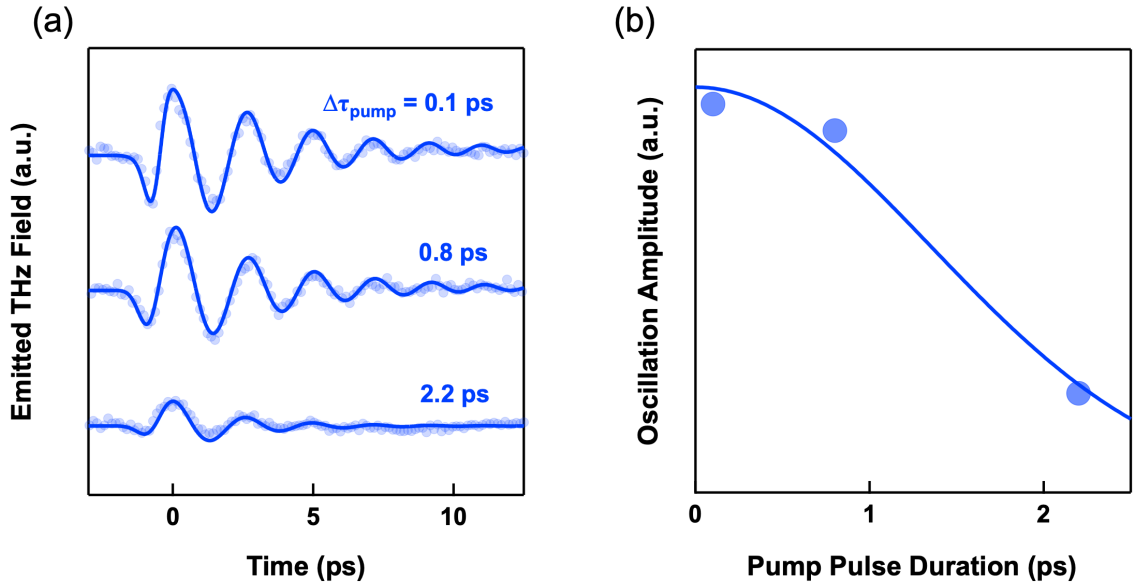 (a)
Δτpump = 0.1 ps
0.8 ps
2.2 ps
Emitted THz Field (a.u.)
0 5 10
Time (ps)
(b)
Oscillation Amplitude (a.u.)
0 1 2
Pump Pulse Duration (ps)